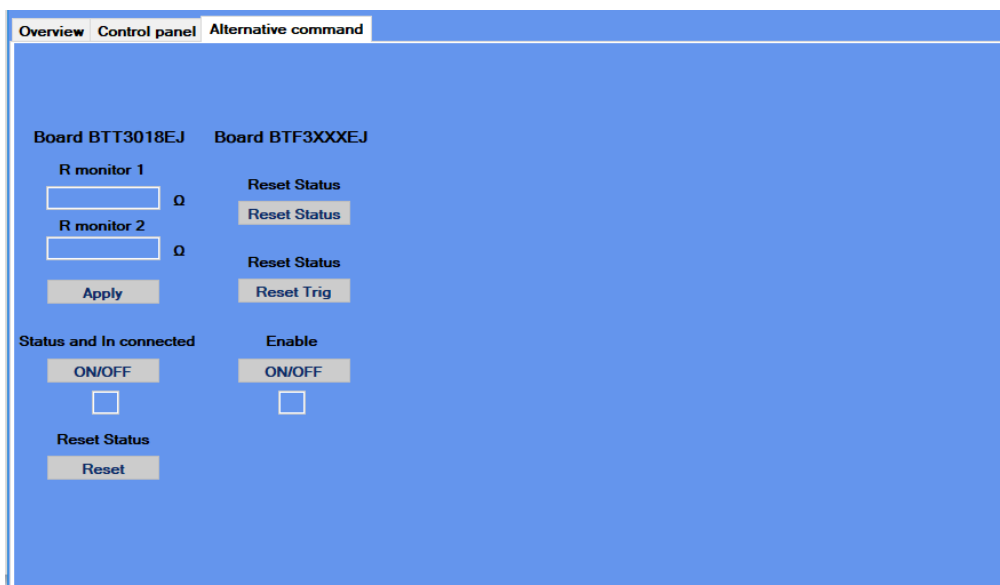 Overview Control panel Alternative command
Board BTT3018EJ Board BTF3XXXEJ
R monitor 1
Ω
R monitor 2
Ω
Apply
Status and In connected
ON/OFF
Reset Status
Reset
Reset Status
Reset Status
Reset Status
Reset Trig
Enable
ON/OFF